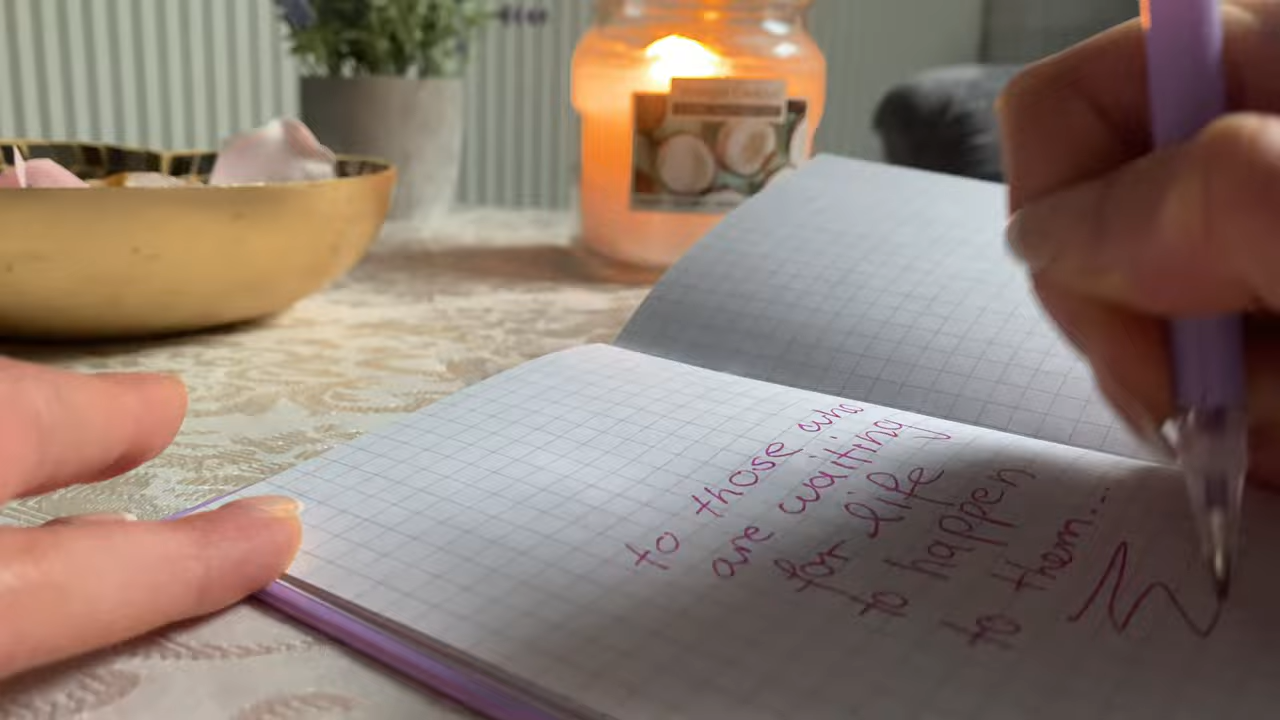 to those who
are waiting
for life
to happen
to them...